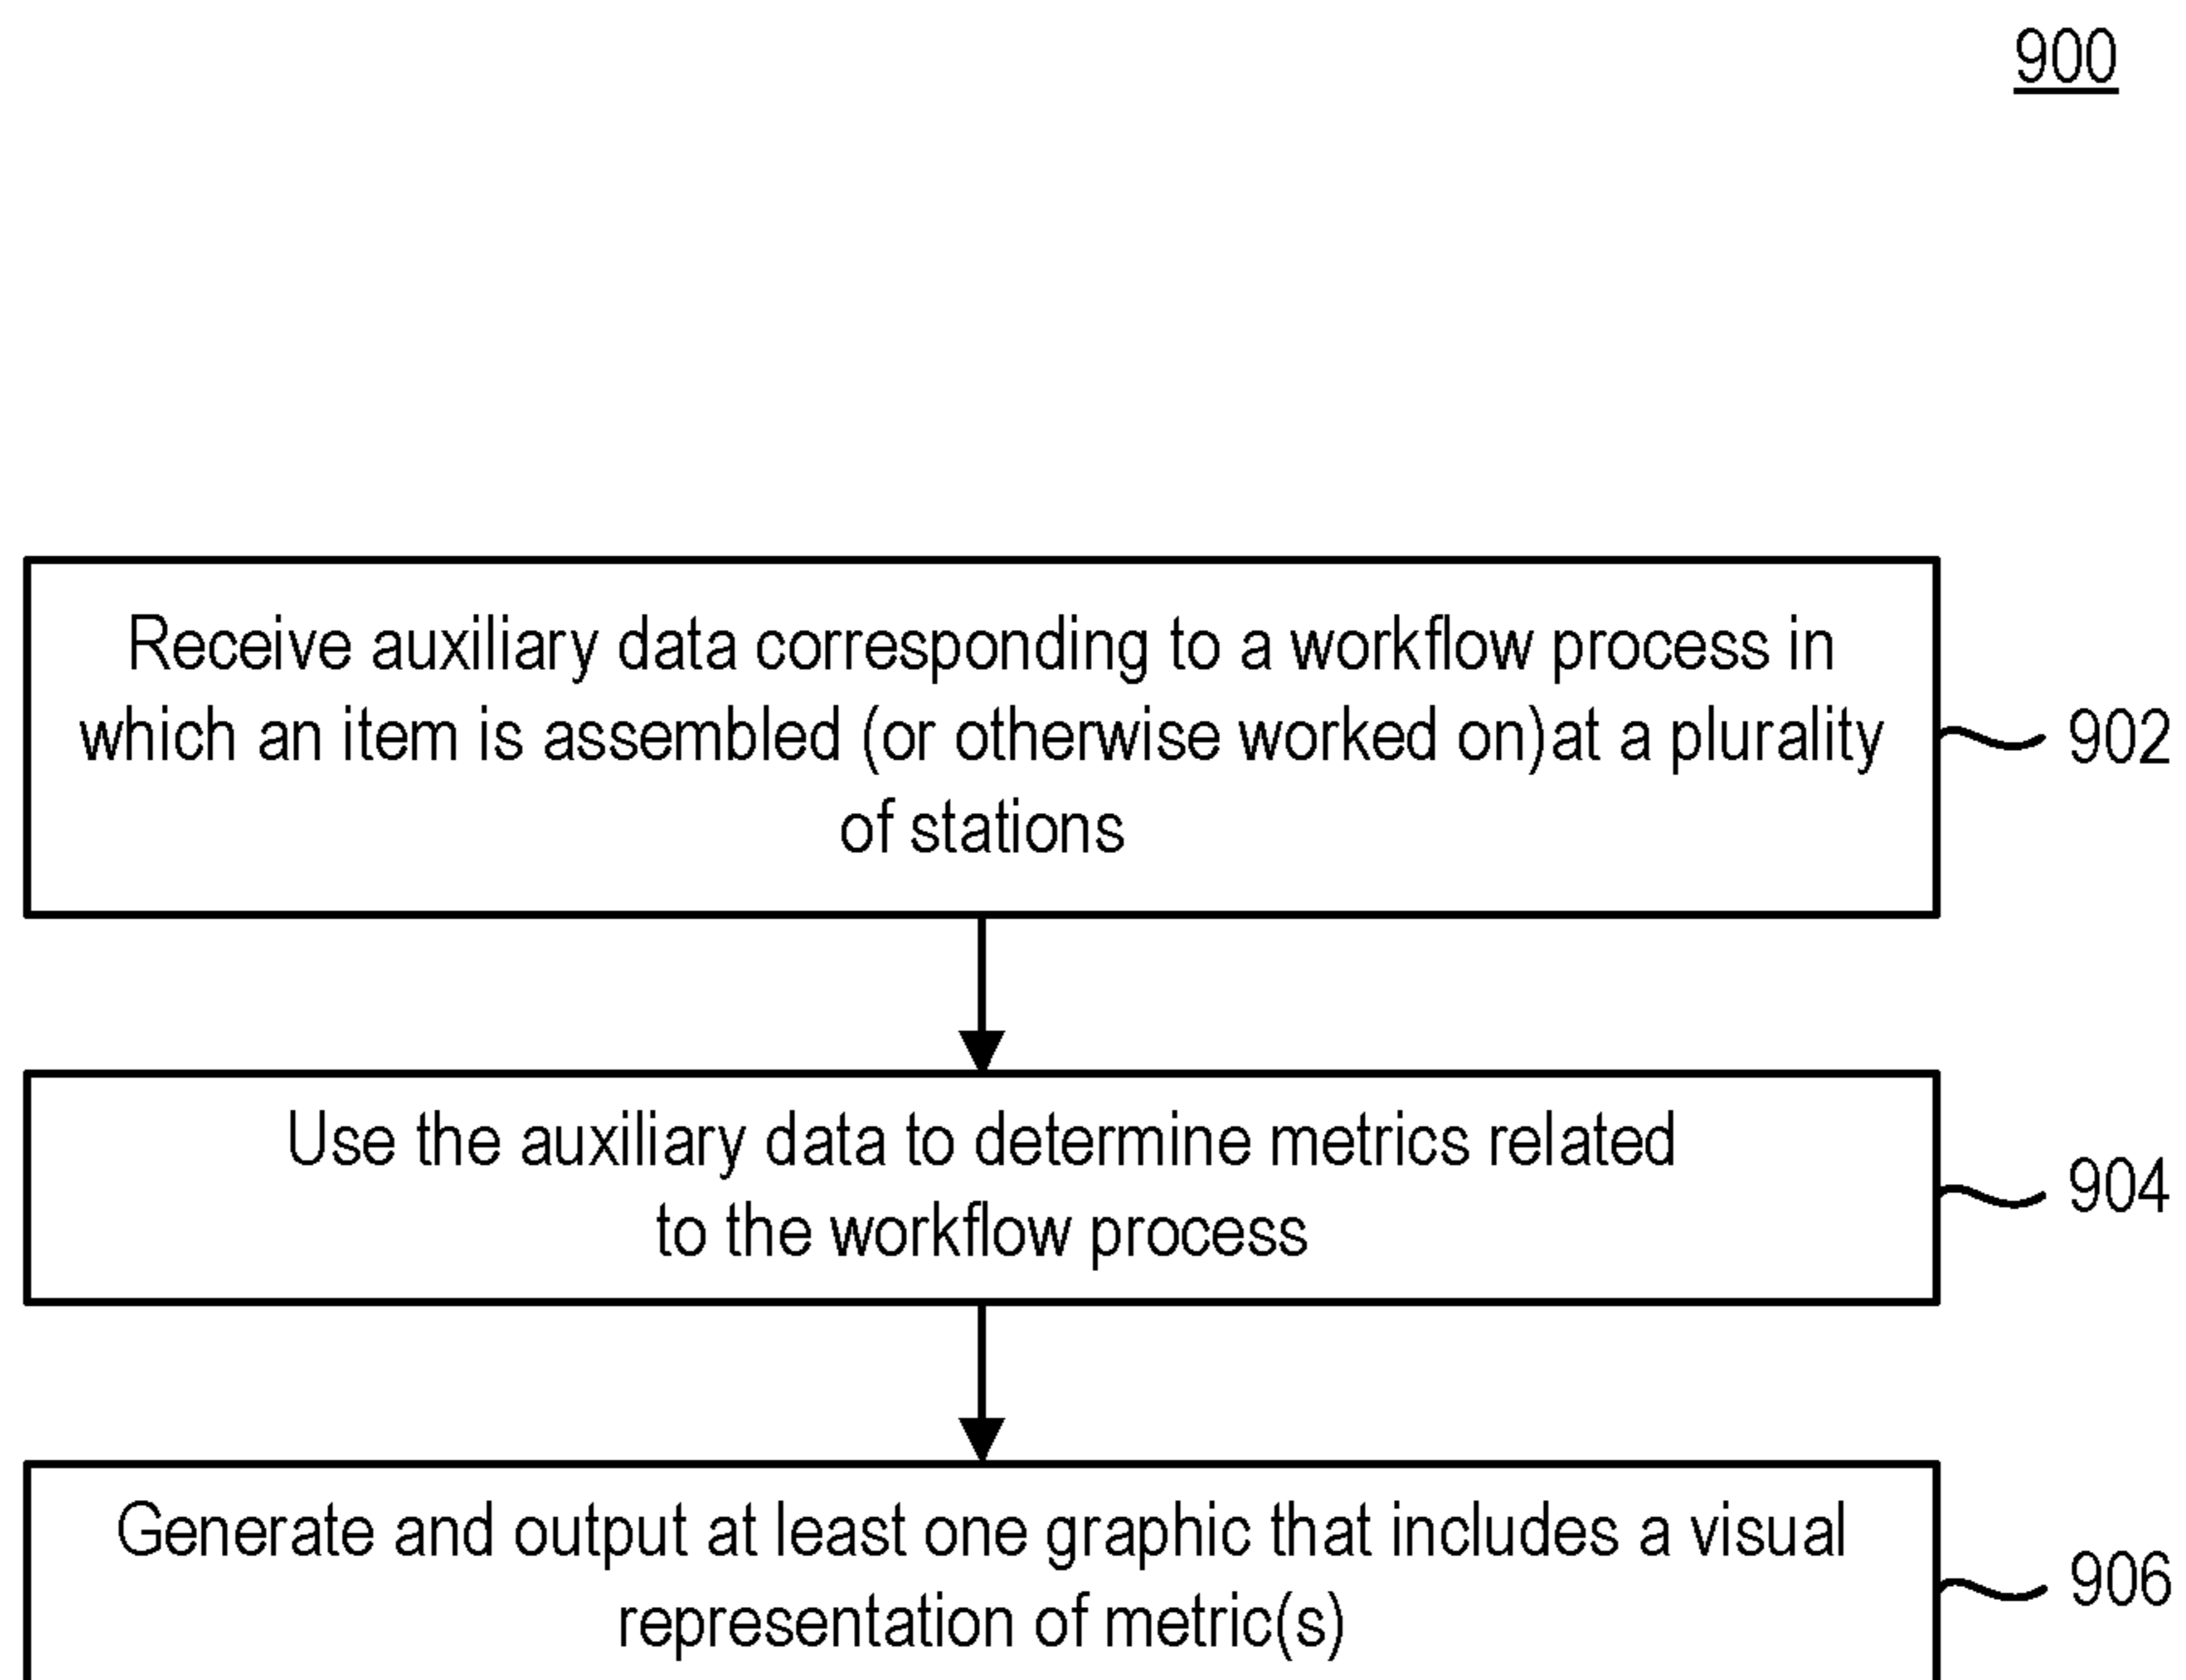 900
Receive auxiliary data corresponding to a workflow process in
which an item is assembled (or otherwise worked on)at a plurality
of stations
902
Use the auxiliary data to determine metrics related
to the workflow process
904
Generate and output at least one graphic that includes a visual
representation of metric(s)
906